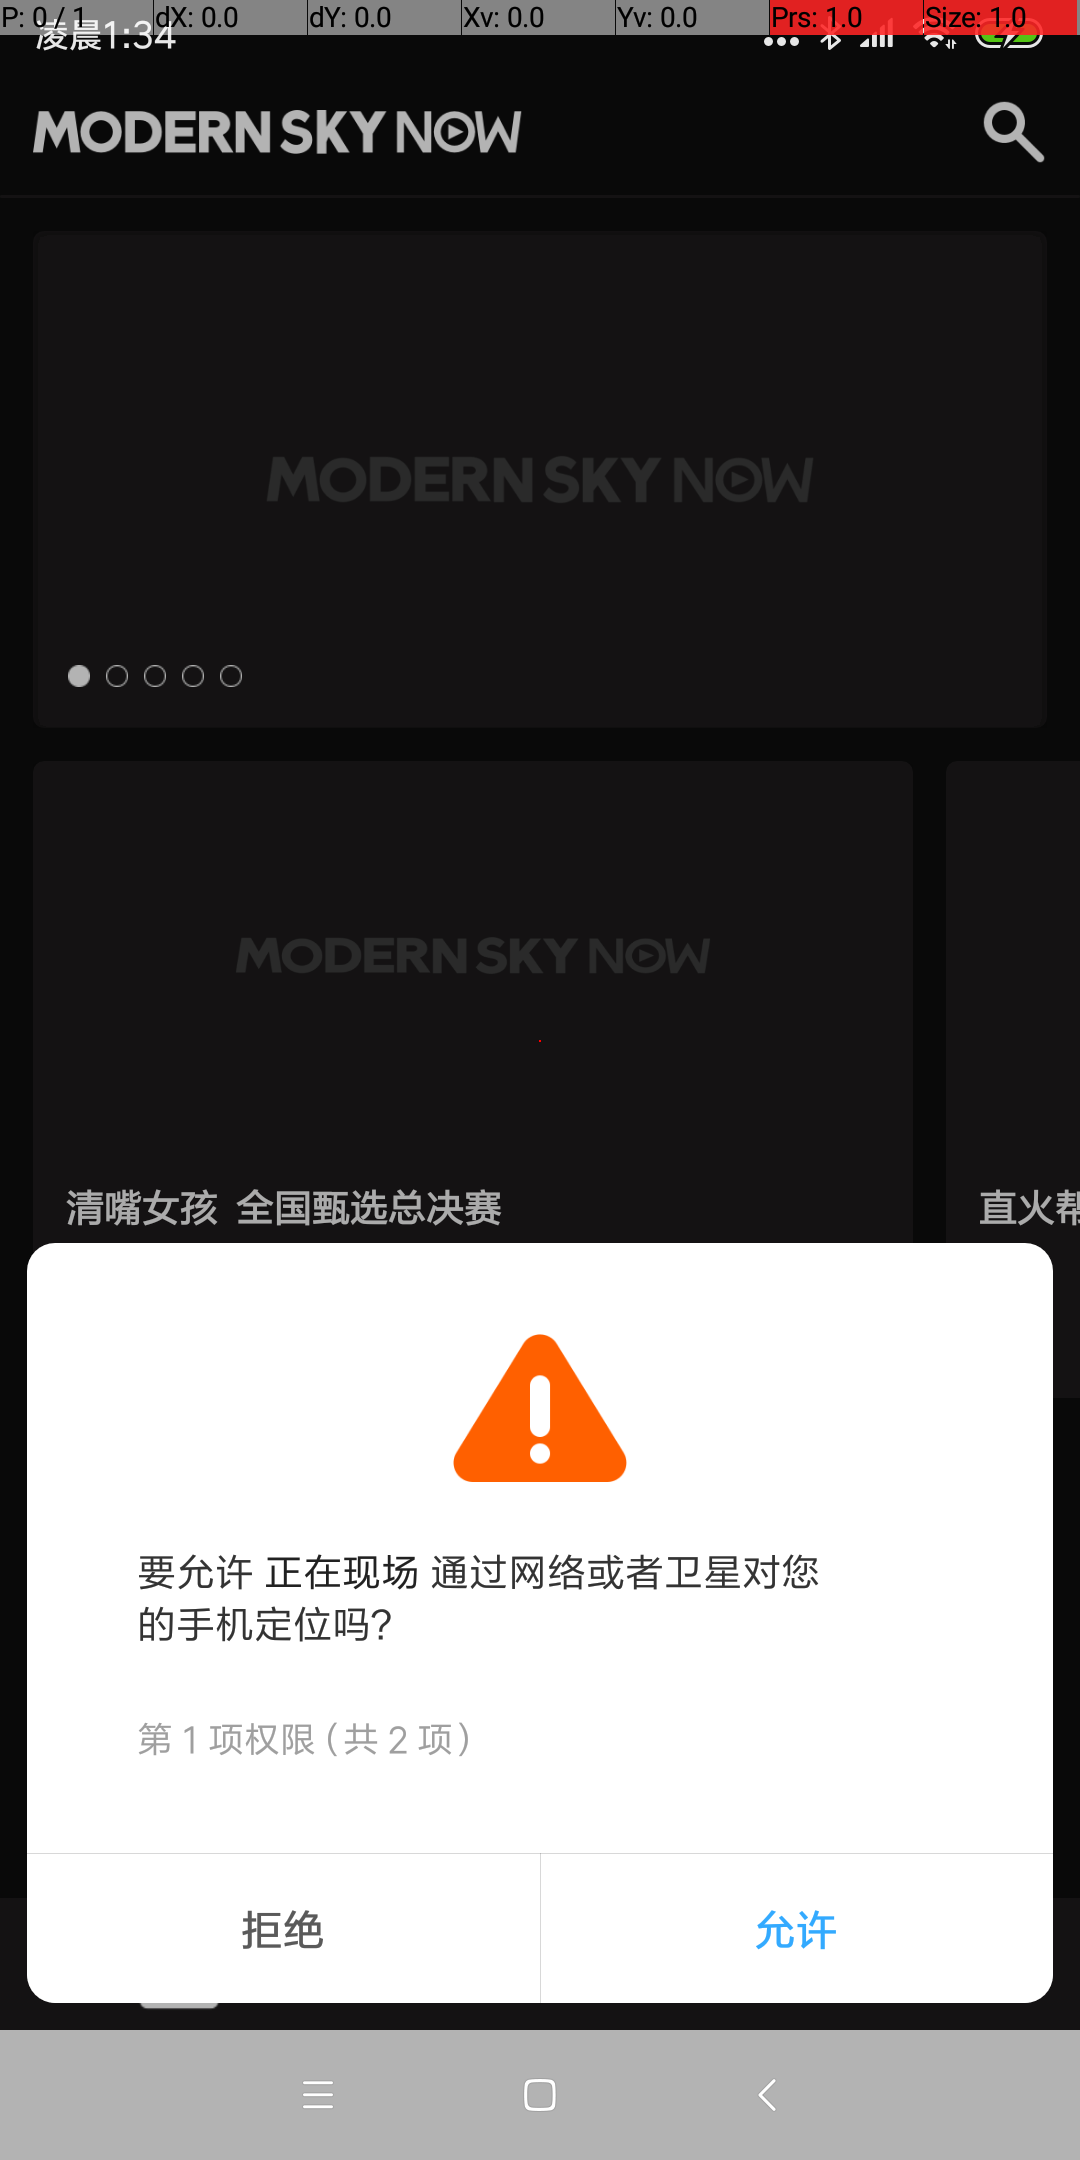 P: 0 / 1 dX: 0.0 dY: 0.0 Xv: 0.0 Yv: 0.0 Prs: 1.0 Size: 1.0
凌晨1:34
MODERN SKY NOW
MODERN SKY NOW
MODERN SKY NOW
清嘴女孩 全国甄选总决赛
直火帮
要允许 正在现场 通过网络或者卫星对您
的手机定位吗?
第 1 项权限 (共 2 项)
拒绝
允许